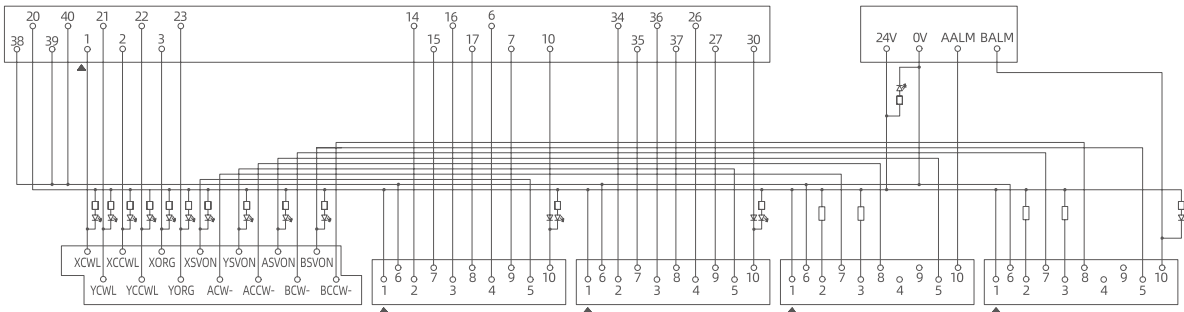 20 40 21 22 23 14 16 6 34 36 26
38 39 1 2 3 15 17 7 10 35 37 27 30
24V 0V AALM BALM
XCWL XCCWL XORG XSVON YSVON ASVON BSVON
YCWL YCCWL YORG ACW- ACCW- BCW- BCCW-
6 7 8 9 10
1 2 3 4 5
6 7 8 9 10
1 2 3 4 5
6 7 8 9 10
1 2 3 4 5
6 7 8 9 10
1 2 3 4 5